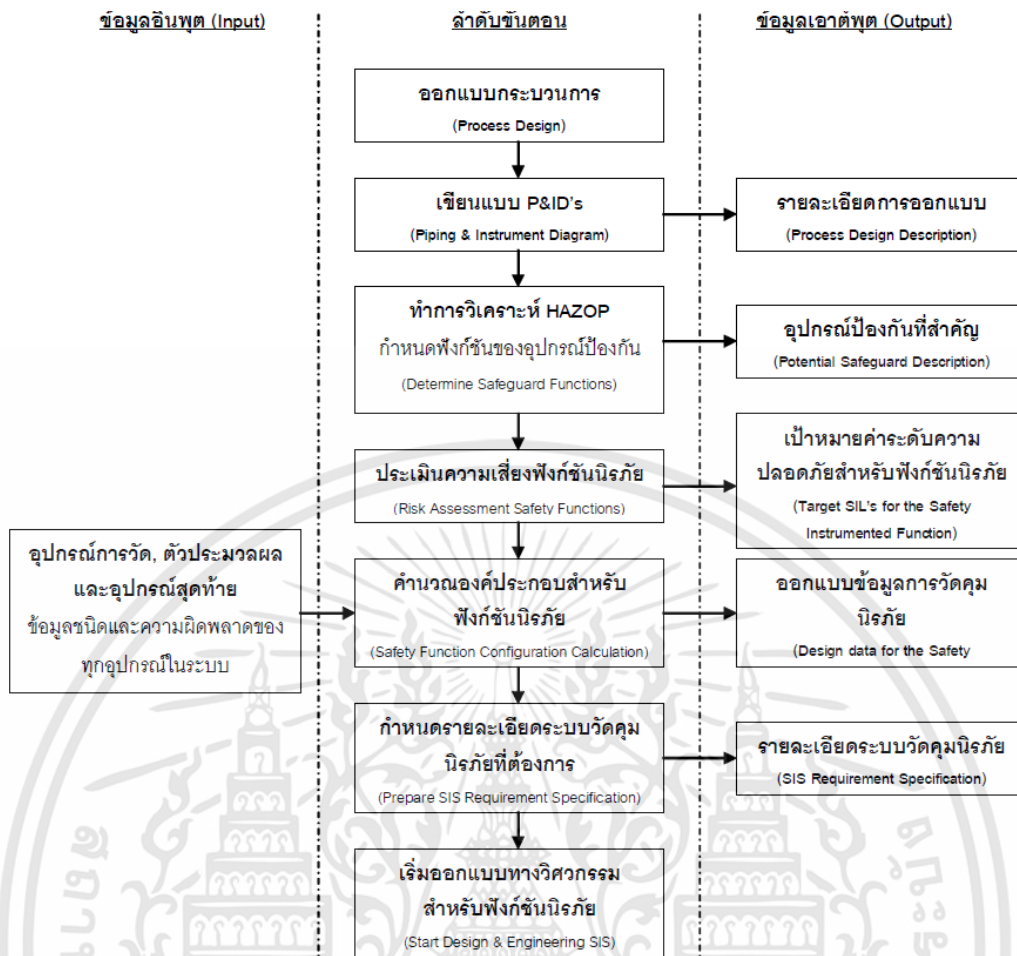 ข้อมูลอินพุต (Input)
ลำดับขั้นตอน
ข้อมูลเอาต์พุต (Output)
ออกแบบกระบวนการ
(Process Design)
เขียนแบบ P&ID's
(Piping & Instrument Diagram)
รายละเอียดการออกแบบ
(Process Design Description)
ทำการวิเคราะห์ HAZOP
กำหนดฟังก์ชันของอุปกรณ์ป้องกัน
(Determine Safeguard Functions)
อุปกรณ์ป้องกันที่สำคัญ
(Potential Safeguard Description)
ประเมินความเสี่ยงฟังก์ชันนิรภัย
(Risk Assessment Safety Functions)
เป้าหมายค่าระดับความ
ปลอดภัยสำหรับฟังก์ชันนิรภัย
(Target SIL's for the Safety
Instrumented Function)
อุปกรณ์การวัด, ตัวประมวลผล
และอุปกรณ์สุดท้าย
ข้อมูลชนิดและความผิดพลาดของ
ทุกอุปกรณ์ในระบบ
คำนวณองค์ประกอบสำหรับ
ฟังก์ชันนิรภัย
(Safety Function Configuration Calculation)
ออกแบบข้อมูลการวัดคุม
นิรภัย
(Design data for the Safety
กำหนดรายละเอียดระบบวัดคุม
นิรภัยที่ต้องการ
(Prepare SIS Requirement Specification)
รายละเอียดระบบวัดคุมนิรภัย
(SIS Requirement Specification)
เริ่มออกแบบทางวิศวกรรม
สำหรับฟังก์ชันนิรภัย
(Start Design & Engineering SIS)